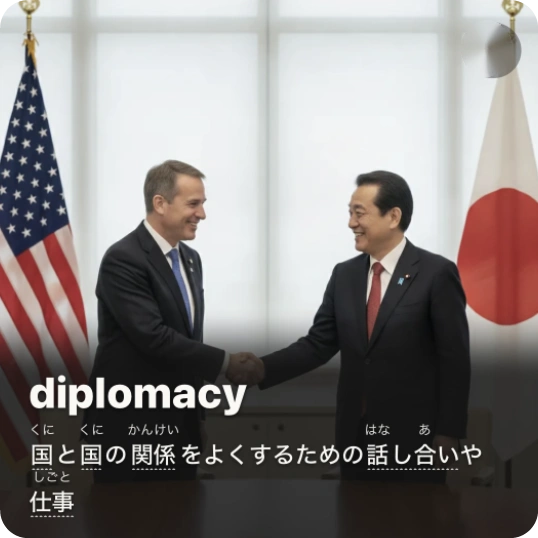 diplomacy
くに くに かんけい はな あ
国と国の関係をよくするための話し合いや
しごと
仕事